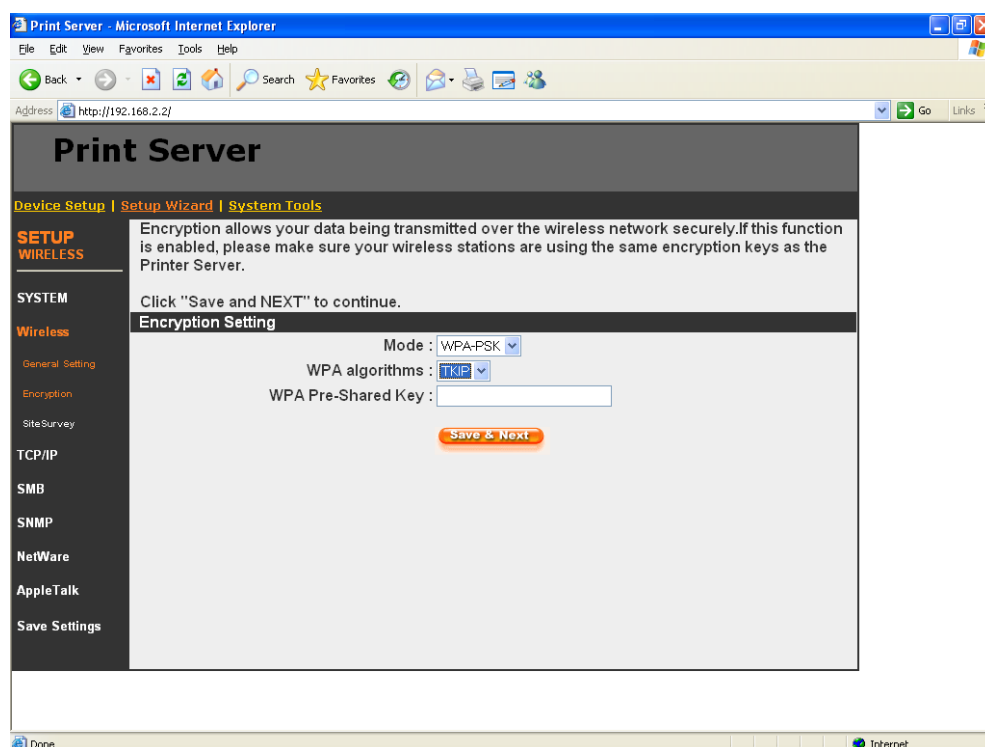 Print Server - Microsoft Internet Explorer
File Edit View Favorites Tools Help
Back Search Favorites
Address http://192.168.2.2/ Go Links
Print Server
Device Setup | Setup Wizard | System Tools
SETUP
WIRELESS
SYSTEM
Wireless
General Setting
Encryption
SiteSurvey
TCP/IP
SMB
SNMP
NetWare
AppleTalk
Save Settings
Encryption allows your data being transmitted over the wireless network securely.If this function
is enabled, please make sure your wireless stations are using the same encryption keys as the
Printer Server.
Click "Save and NEXT" to continue.
Encryption Setting
Mode : WPA-PSK
WPA algorithms : TKIP
WPA Pre-Shared Key :
Save & Next
Done Internet